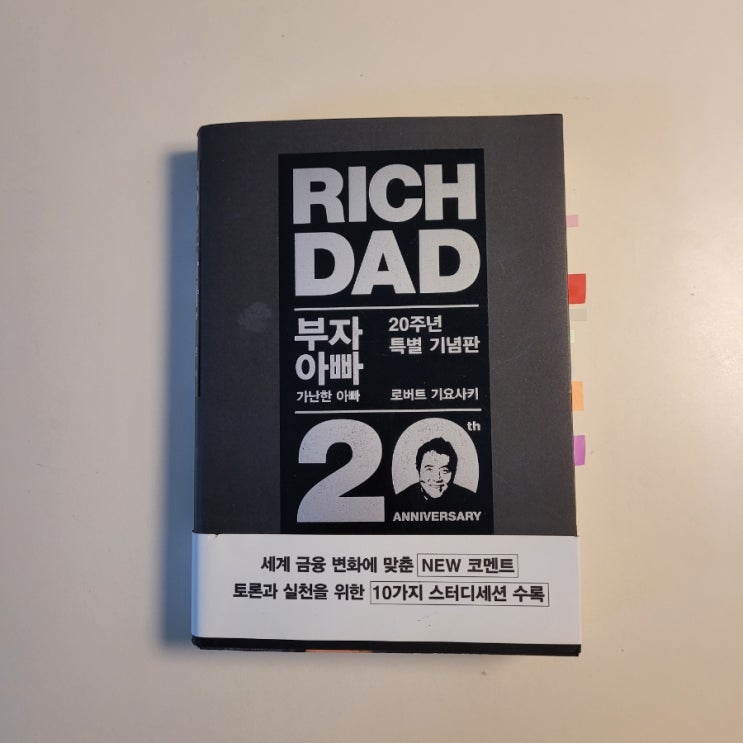 RICH
DAD
부자
아빠
가난한 아빠
20주년
특별 기념판
로버트 기요사키
20th
ANNIVERSARY
세계 금융 변화에 맞춘 NEW 코멘트
토론과 실천을 위한 10가지 스터디세션 수록